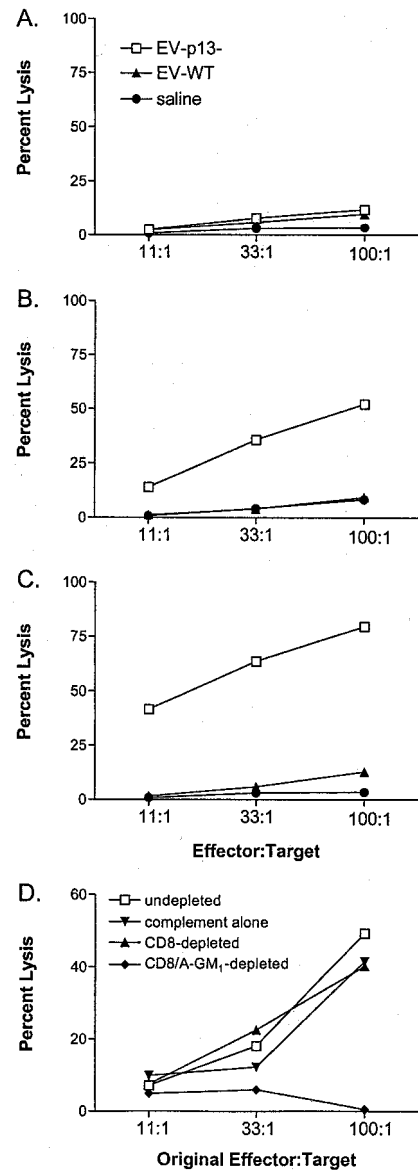 A.
100
75
50
25
0
Percent Lysis
EV-p13-
EV-WT
saline
11:1 33:1 100:1
B.
100
75
50
25
0
Percent Lysis
11:1 33:1 100:1
C.
100
75
50
25
0
Percent Lysis
11:1 33:1 100:1
Effector:Target
D.
60
40
20
0
Percent Lysis
undepleted
complement alone
CD8-depleted
CD8/A-GM₁-depleted
11:1 33:1 100:1
Original Effector:Target